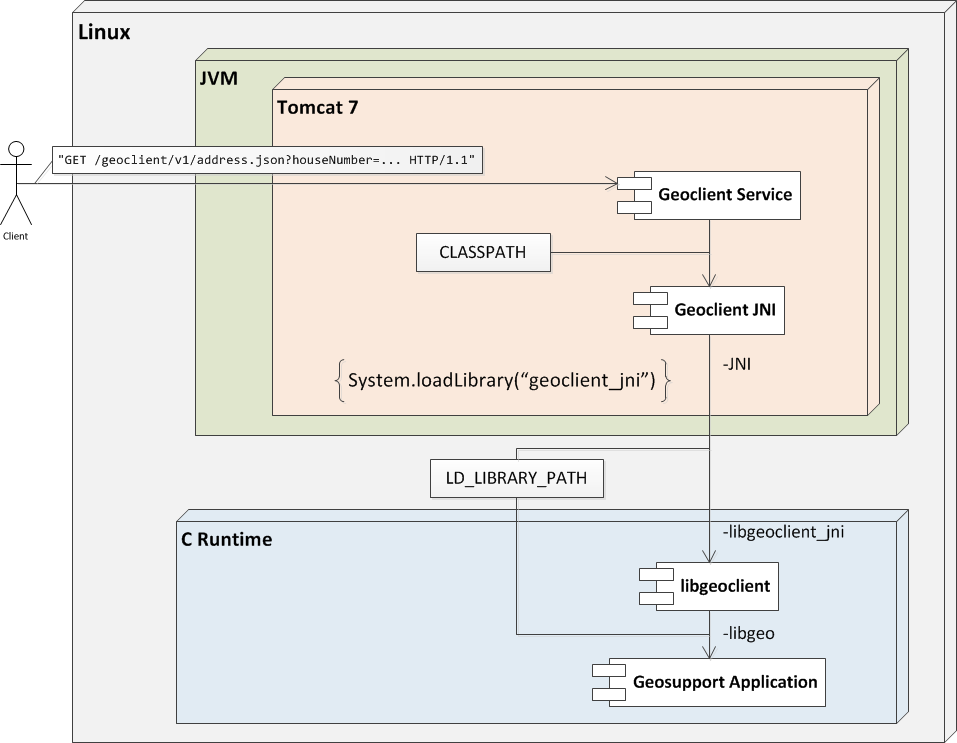 Linux
JVM
Tomcat 7
"GET /geoclient/v1/address.json?houseNumber=... HTTP/1.1"
Client
Geoclient Service
CLASSPATH
Geoclient JNI
-JNI
System.loadLibrary(“geoclient_jni”)
LD_LIBRARY_PATH
C Runtime
-libgeoclient_jni
libgeoclient
-libgeo
Geosupport Application